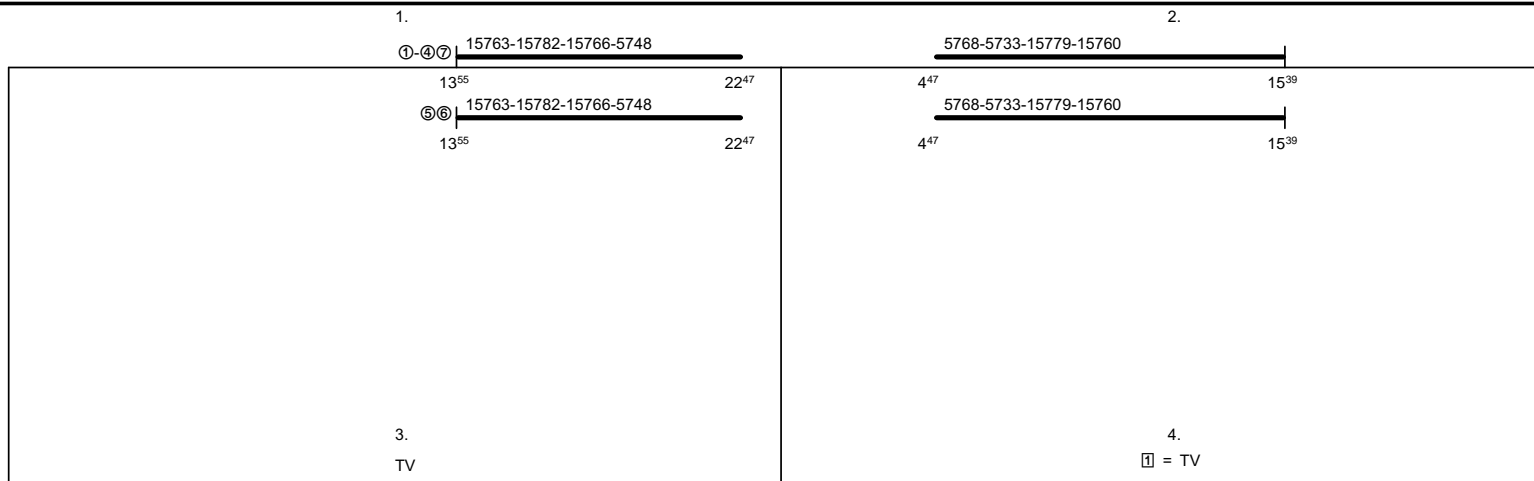 1. 2.
①-④⑦ 15763-15782-15766-5748 5768-5733-15779-15760
13⁵⁵ 22⁴⁷ 4⁴⁷ 15³⁹
⑤⑥ 15763-15782-15766-5748 5768-5733-15779-15760
13⁵⁵ 22⁴⁷ 4⁴⁷ 15³⁹
3. 4.
TV 1 = TV